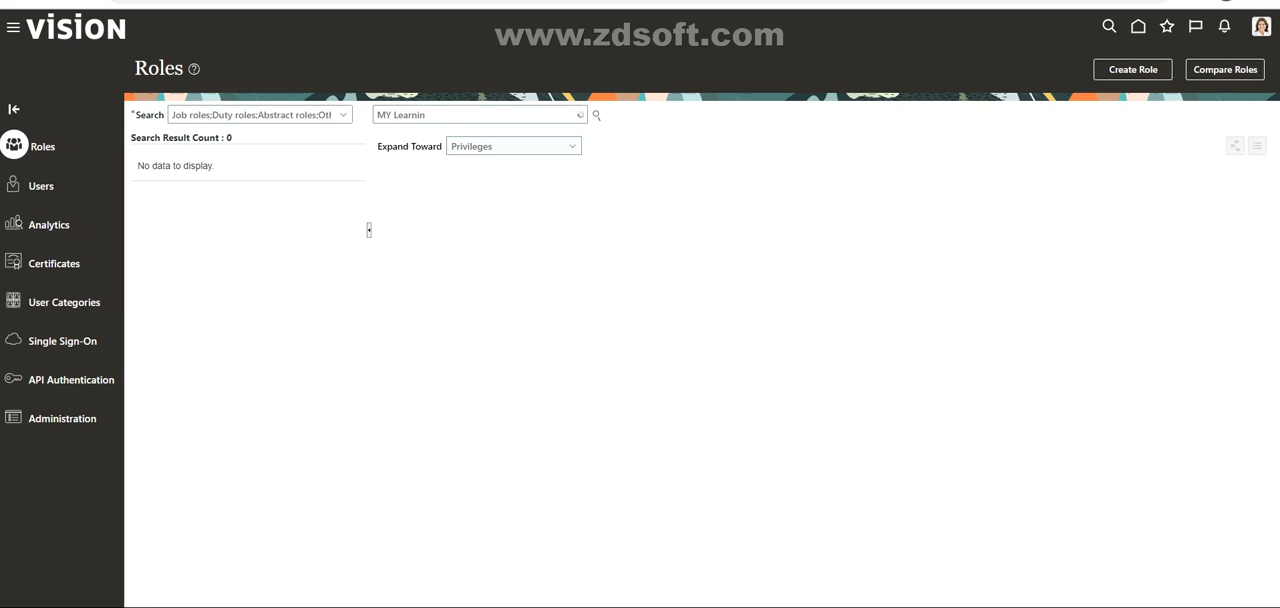 VISION
www.zdsoft.com
Roles
Create Role
Compare Roles
* Search
Job roles;Duty roles;Abstract roles;Otl
MY Learnin
Search Result Count : 0
Expand Toward
Privileges
No data to display.
Roles
Users
Analytics
Certificates
User Categories
Single Sign-On
API Authentication
Administration